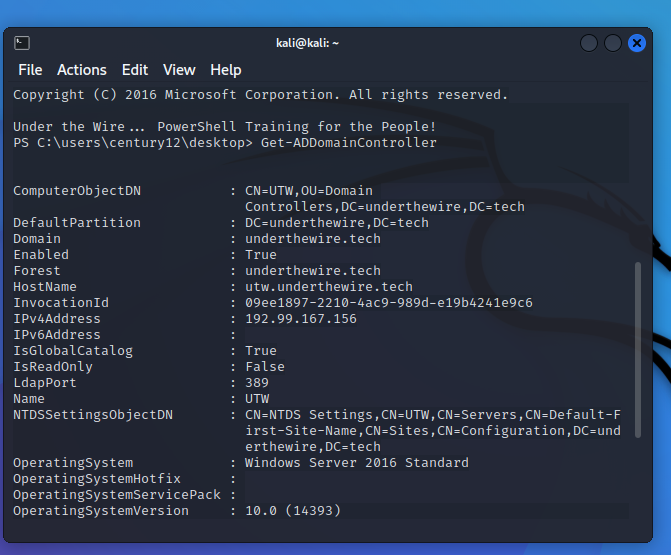 kali@kali: ~
File Actions Edit View Help
Copyright (C) 2016 Microsoft Corporation. All rights reserved.
Under the Wire... PowerShell Training for the People!
PS C:\users\century12\desktop> Get-ADDomainController
ComputerObjectDN : CN=UTW,OU=Domain
Controllers,DC=underthewire,DC=tech
DefaultPartition : DC=underthewire,DC=tech
Domain : underthewire.tech
Enabled : True
Forest : underthewire.tech
HostName : utw.underthewire.tech
InvocationId : 09ee1897-2210-4ac9-989d-e19b4241e9c6
IPv4Address : 192.99.167.156
IPv6Address :
IsGlobalCatalog : True
IsReadOnly : False
LdapPort : 389
Name : UTW
NTDSSettingsObjectDN : CN=NTDS Settings,CN=UTW,CN=Servers,CN=Default-F
irst-Site-Name,CN=Sites,CN=Configuration,DC=und
erthewire,DC=tech
OperatingSystem : Windows Server 2016 Standard
OperatingSystemHotfix :
OperatingSystemServicePack :
OperatingSystemVersion : 10.0 (14393)